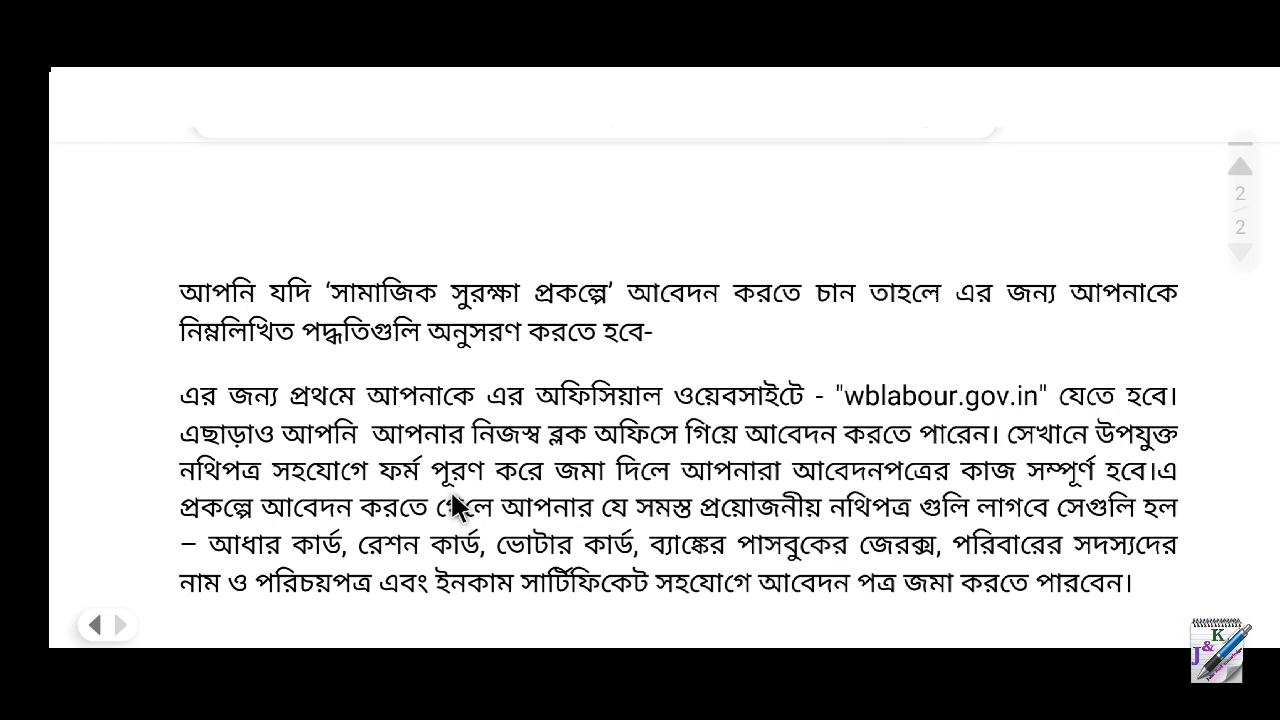 2
2
আপনি যদি ‘সামাজিক সুরক্ষা প্রকল্পে’ আবেদন করতে চান তাহলে এর জন্য আপনাকে
নিম্নলিখিত পদ্ধতিগুলি অনুসরণ করতে হবে-
এর জন্য প্রথমে আপনাকে এর অফিসিয়াল ওয়েবসাইটে - "wblabour.gov.in" যেতে হবে।
এছাড়াও আপনি আপনার নিজস্ব ব্লক অফিসে গিয়ে আবেদন করতে পারেন। সেখানে উপযুক্ত
নথিপত্র সহযোগে ফর্ম পূরণ করে জমা দিলে আপনারা আবেদনপত্রের কাজ সম্পূর্ণ হবে।এ
প্রকল্পে আবেদন করতে গেলে আপনার যে সমস্ত প্রয়োজনীয় নথিপত্র গুলি লাগবে সেগুলি হল
– আধার কার্ড, রেশন কার্ড, ভোটার কার্ড, ব্যাঙ্কের পাসবুকের জেরক্স, পরিবারের সদস্যদের
নাম ও পরিচয়পত্র এবং ইনকাম সার্টিফিকেট সহযোগে আবেদন পত্র জমা করতে পারবেন।
J&K